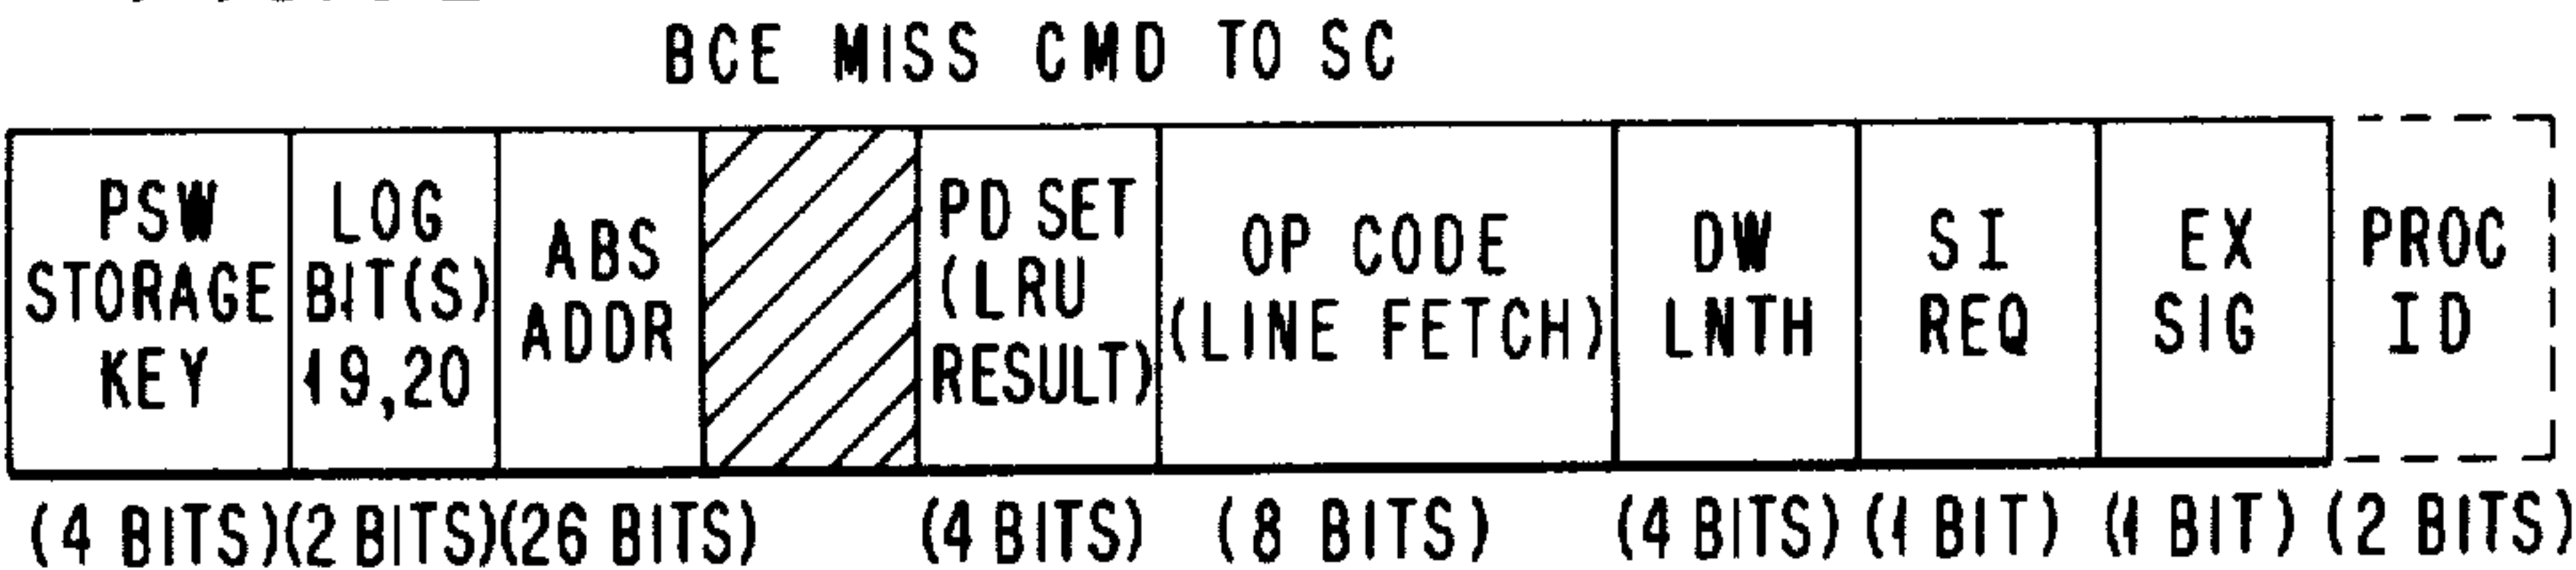 BCE MISS CMD TO SC
PSW
STORAGE
KEY
LOG
BIT(S)
19,20
ABS
ADDR
PD SET
(LRU
RESULT)
OP CODE
(LINE FETCH)
DW
LNTH
SI
REQ
EX
SIG
PROC
ID
(4 BITS)(2 BITS)(26 BITS) (4 BITS) (8 BITS) (4 BITS) (1 BIT) (1 BIT) (2 BITS)